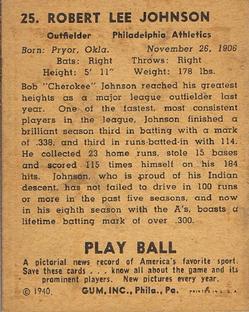 25. ROBERT LEE JOHNSON
Outfielder Philadelphia Athletics
Born: Pryor, Okla. November 26, 1906
Bats: Right Throws: Right
Height: 5' 11" Weight: 178 lbs.
Bob "Cherokee" Johnson reached his greatest
heights as a major league outfielder last
year. One of the fastest, most consistent
players in the league, Johnson finished a
brilliant season third in batting with a mark
of .338, and third in runs-batted-in with 114.
He collected 23 home runs, stole 15 bases
and scored 115 times himself on his 184
hits. Johnson, who is proud of his Indian
descent, has not failed to drive in 100 runs
or more in the past five seasons, and now
in his eighth season with the A's, boasts a
lifetime batting mark of over .300.
PLAY BALL
A pictorial news record of America's favorite sport.
Save these cards . . . know all about the game and its
prominent players. New pictures every year.
© 1940, GUM, INC., Phila., Pa. PRINTED IN U. S. A.